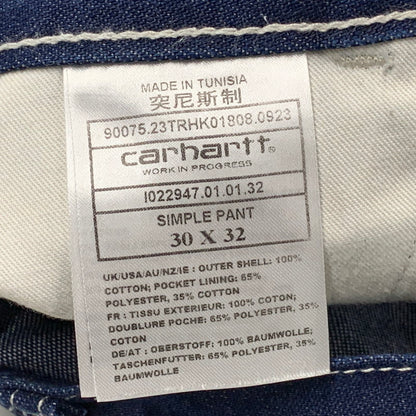 MADE IN TUNISIA
突尼斯制
90075.23TRHK01808.0923
carhartt
WORK IN PROGRESS
I022947.01.01.32
SIMPLE PANT
30 X 32
UK/USA/AU/NZ/IE : OUTER SHELL: 100%
COTTON; POCKET LINING: 65%
POLYESTER, 35% COTTON
FR : TISSU EXTERIEUR: 100% COTON;
DOUBLURE POCHE: 65% POLYESTER, 35%
COTON
DE/AT : OBERSTOFF: 100% BAUMWOLLE;
TASCHENFUTTER: 65% POLYESTER, 35%
BAUMWOLLE